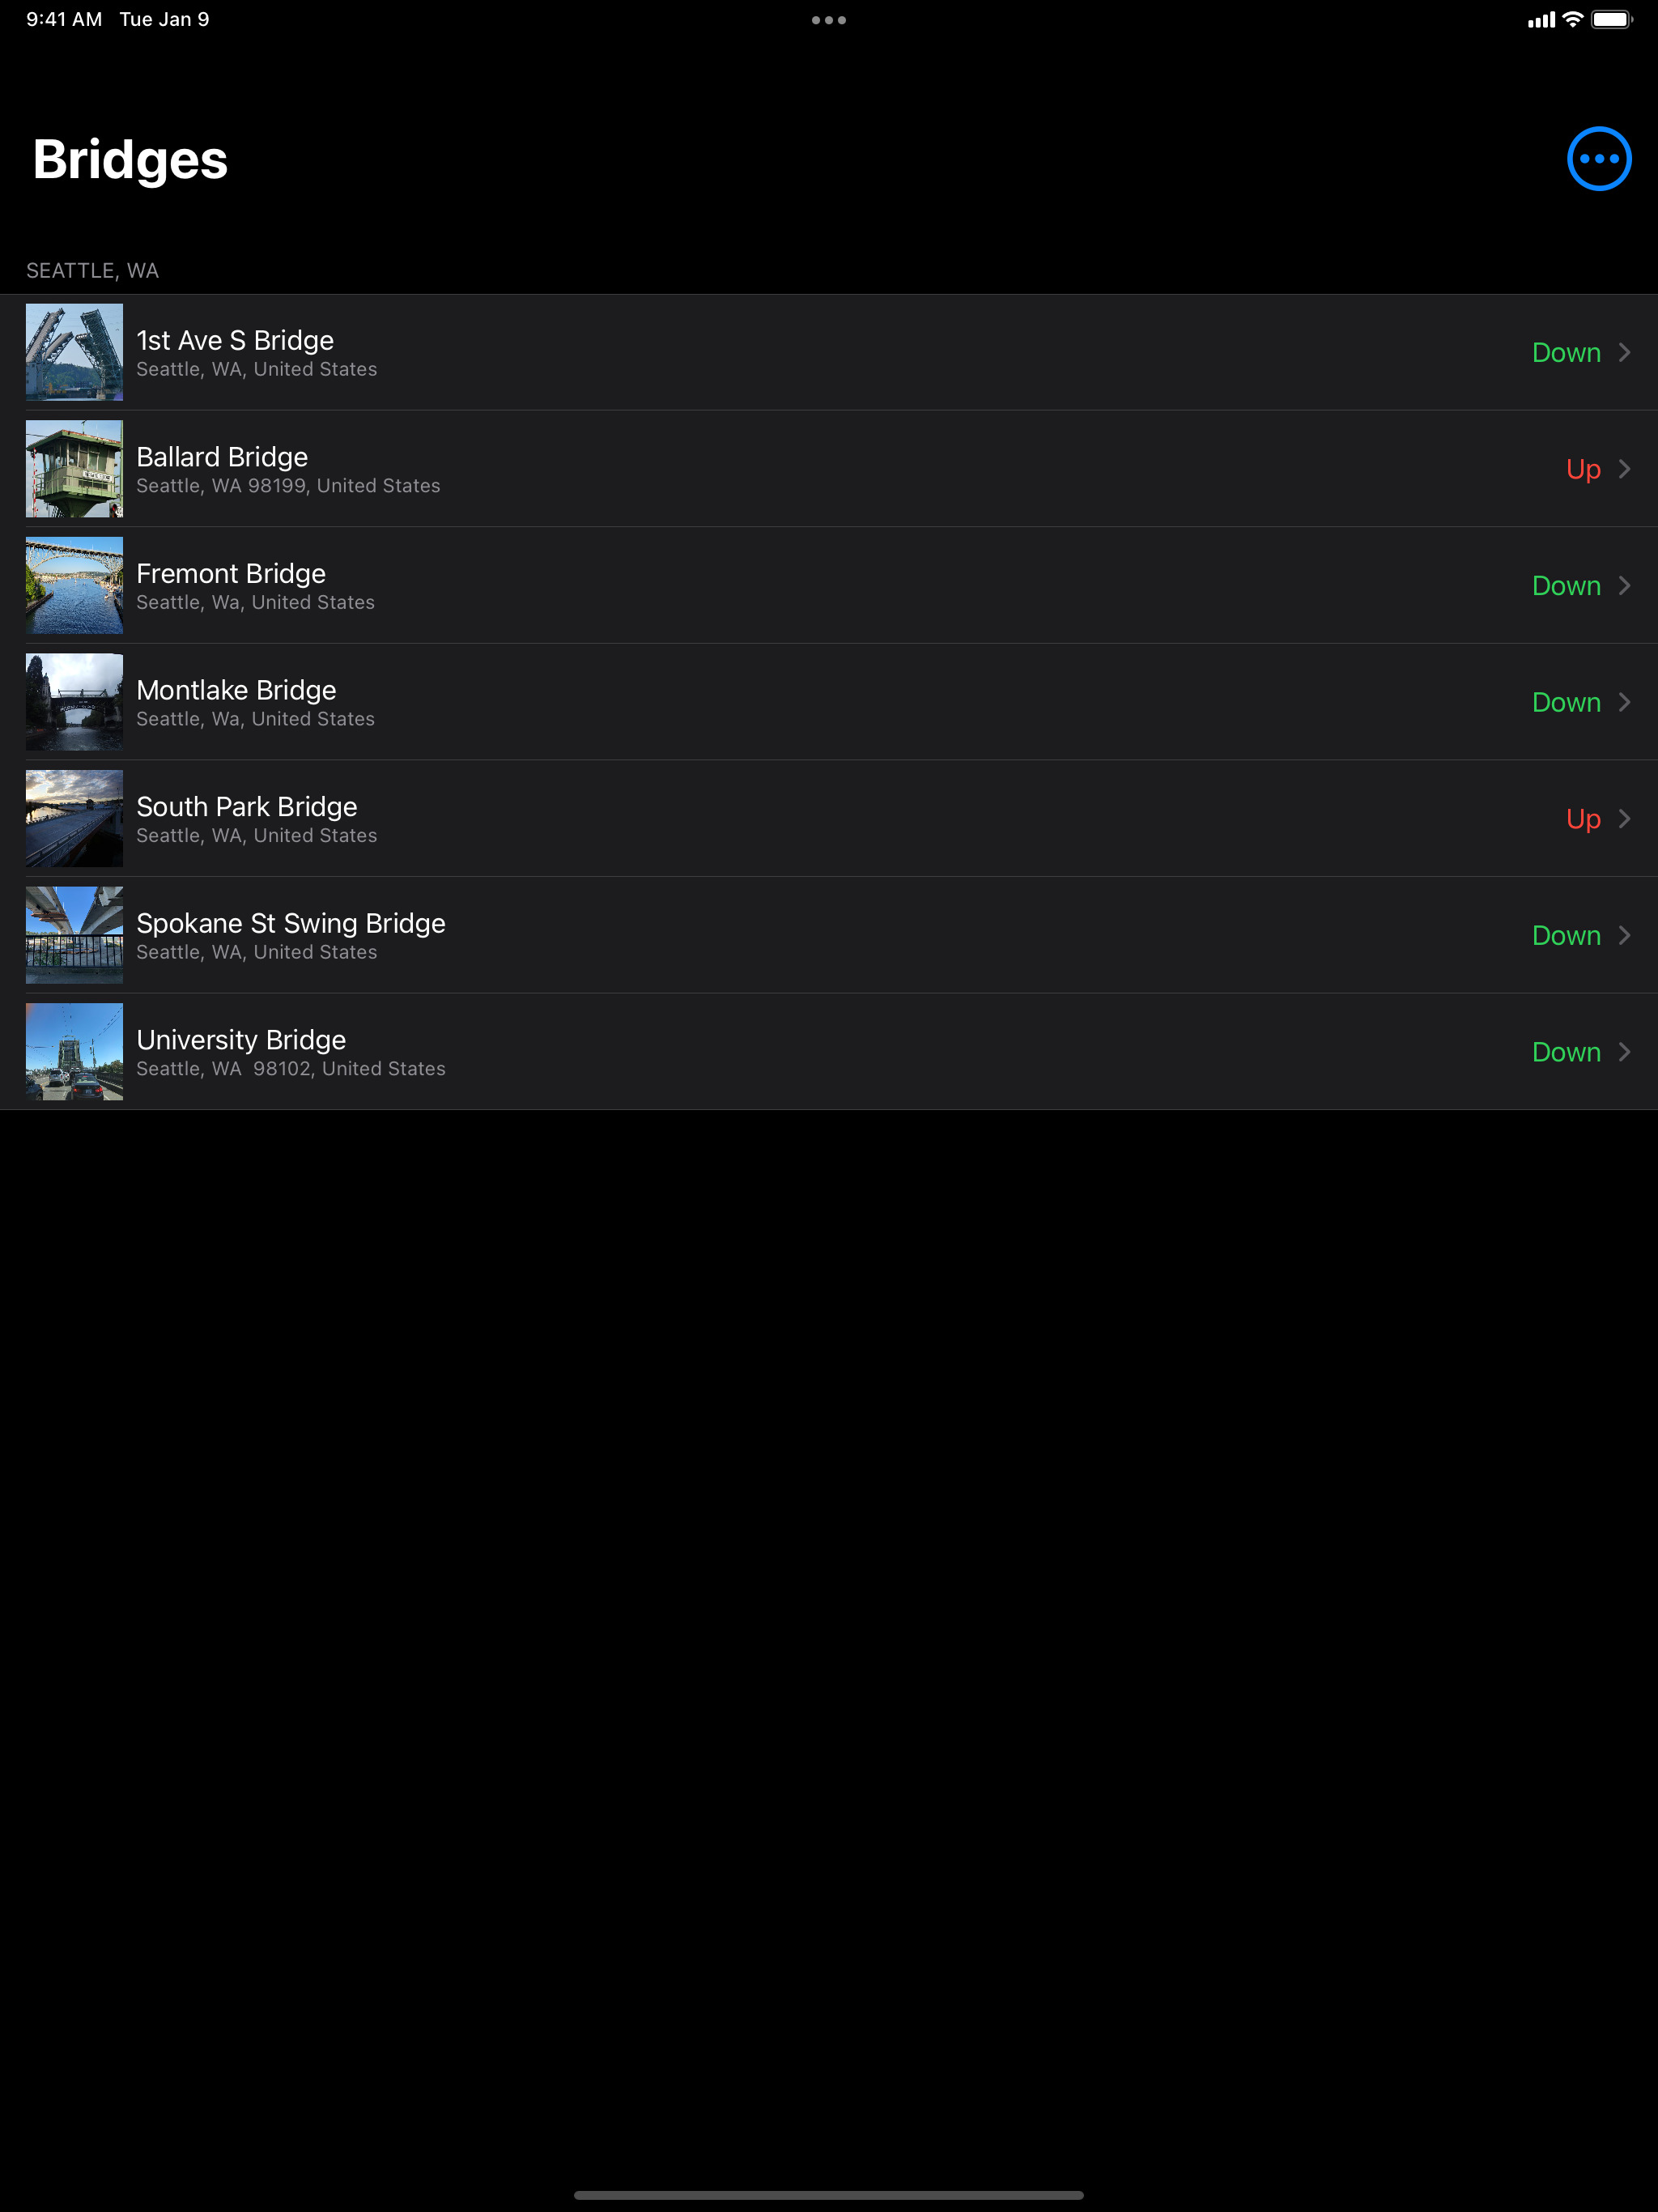 9:41 AM Tue Jan 9
Bridges
SEATTLE, WA
1st Ave S Bridge
Seattle, WA, United States
Down
Ballard Bridge
Seattle, WA 98199, United States
Up
Fremont Bridge
Seattle, Wa, United States
Down
Montlake Bridge
Seattle, Wa, United States
Down
South Park Bridge
Seattle, WA, United States
Up
Spokane St Swing Bridge
Seattle, WA, United States
Down
University Bridge
Seattle, WA  98102, United States
Down